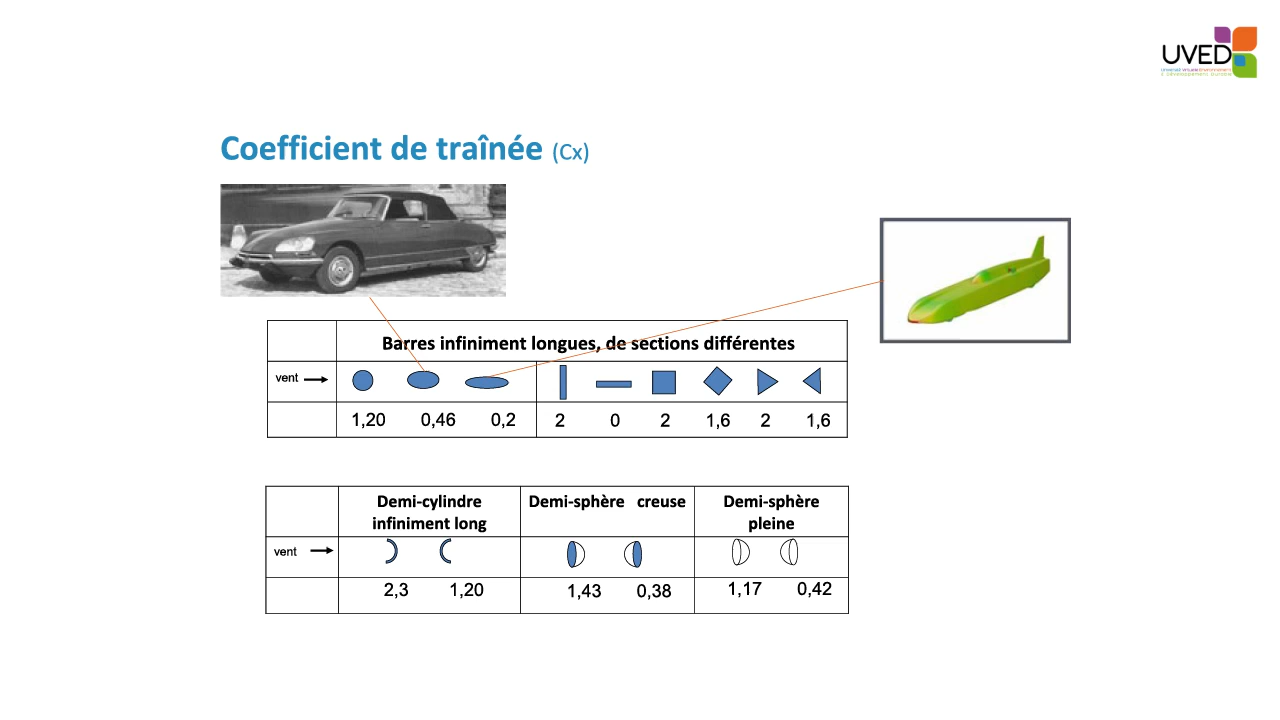 UVED
Coefficient de traînée (Cx)
Barres infiniment longues, de sections différentes
vent
1,20 0,46 0,2 2 0 2 1,6 2 1,6
Demi-cylindre
infiniment long
Demi-sphère creuse
Demi-sphère
pleine
vent
2,3 1,20 1,43 0,38 1,17 0,42